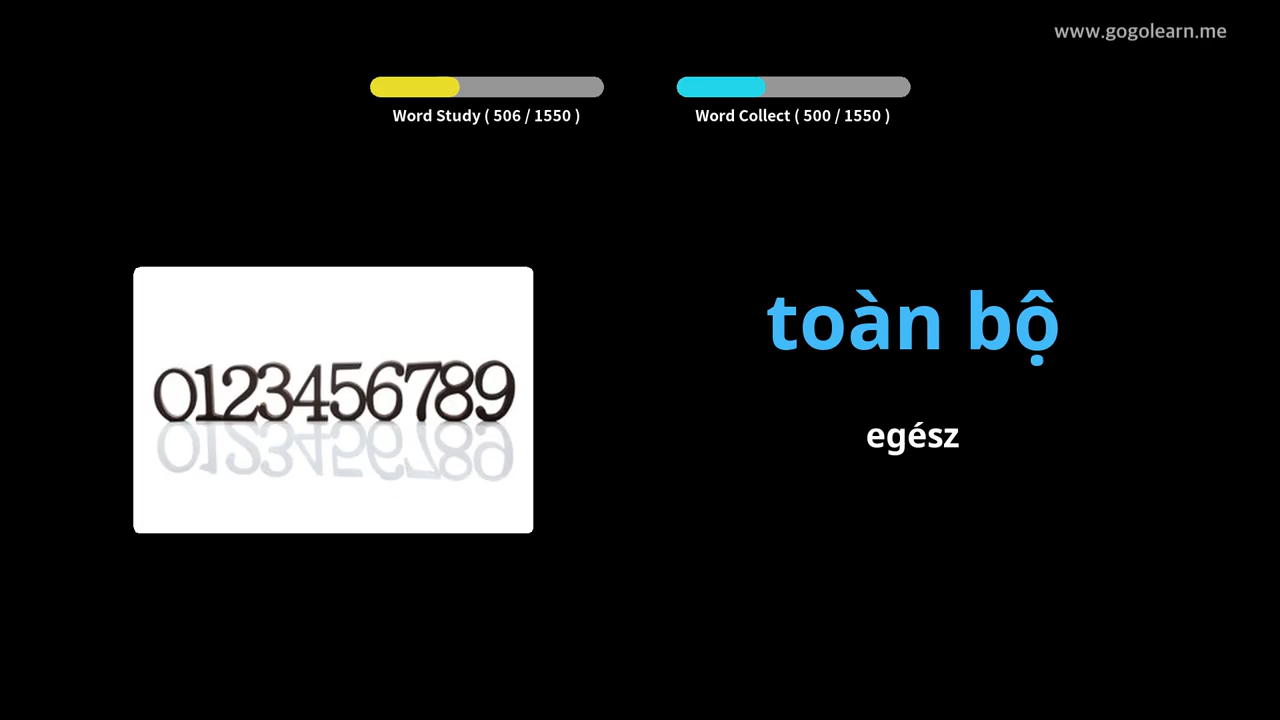 www.gogolearn.me
Word Study ( 506 / 1550 )
Word Collect ( 500 / 1550 )
0123456789
toàn bộ
egész